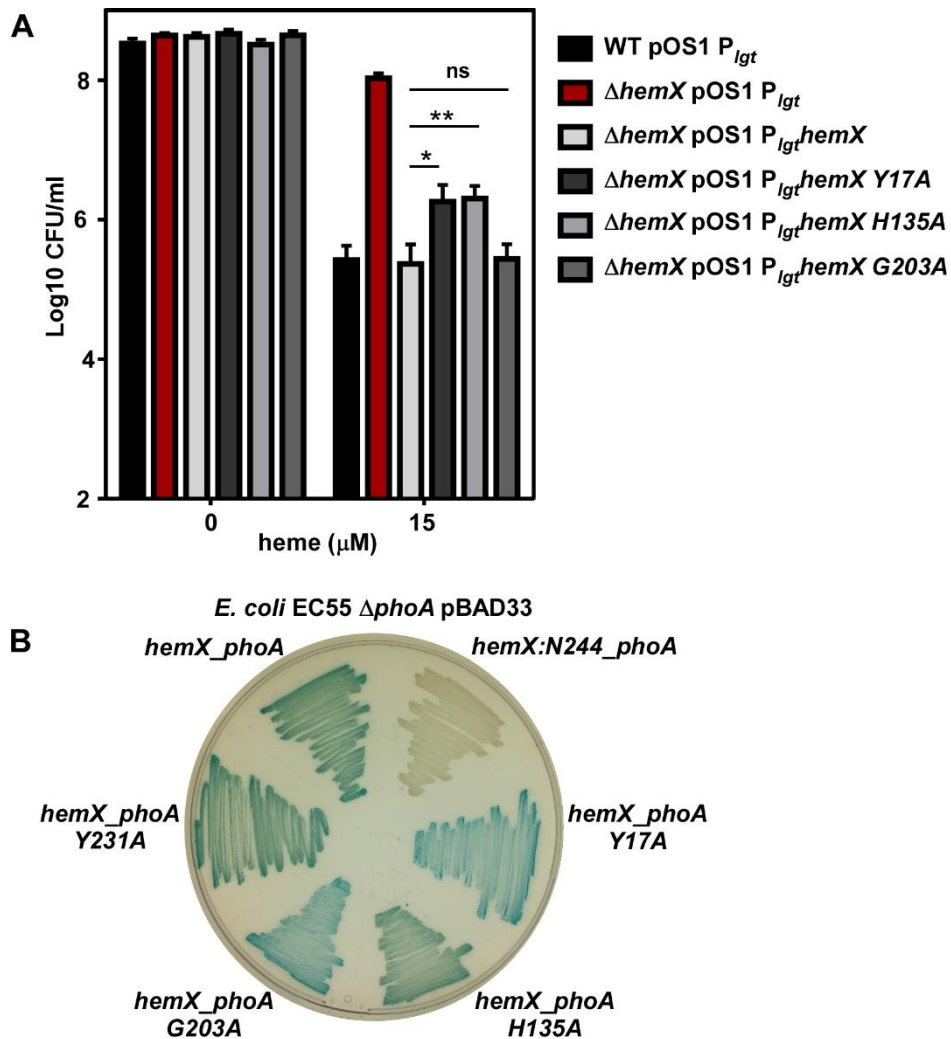 A
Log10 CFU/ml
8
6
4
2
ns
**
*
0
15
heme (μM)
WT pOS1 Plgt
ΔhemX pOS1 Plgt
ΔhemX pOS1 PlgthemX
ΔhemX pOS1 PlgthemX Y17A
ΔhemX pOS1 PlgthemX H135A
ΔhemX pOS1 PlgthemX G203A
E. coli EC55 ΔphoA pBAD33
B
hemX_phoA
hemX:N244_phoA
hemX_phoA
Y231A
hemX_phoA
Y17A
hemX_phoA
G203A
hemX_phoA
H135A